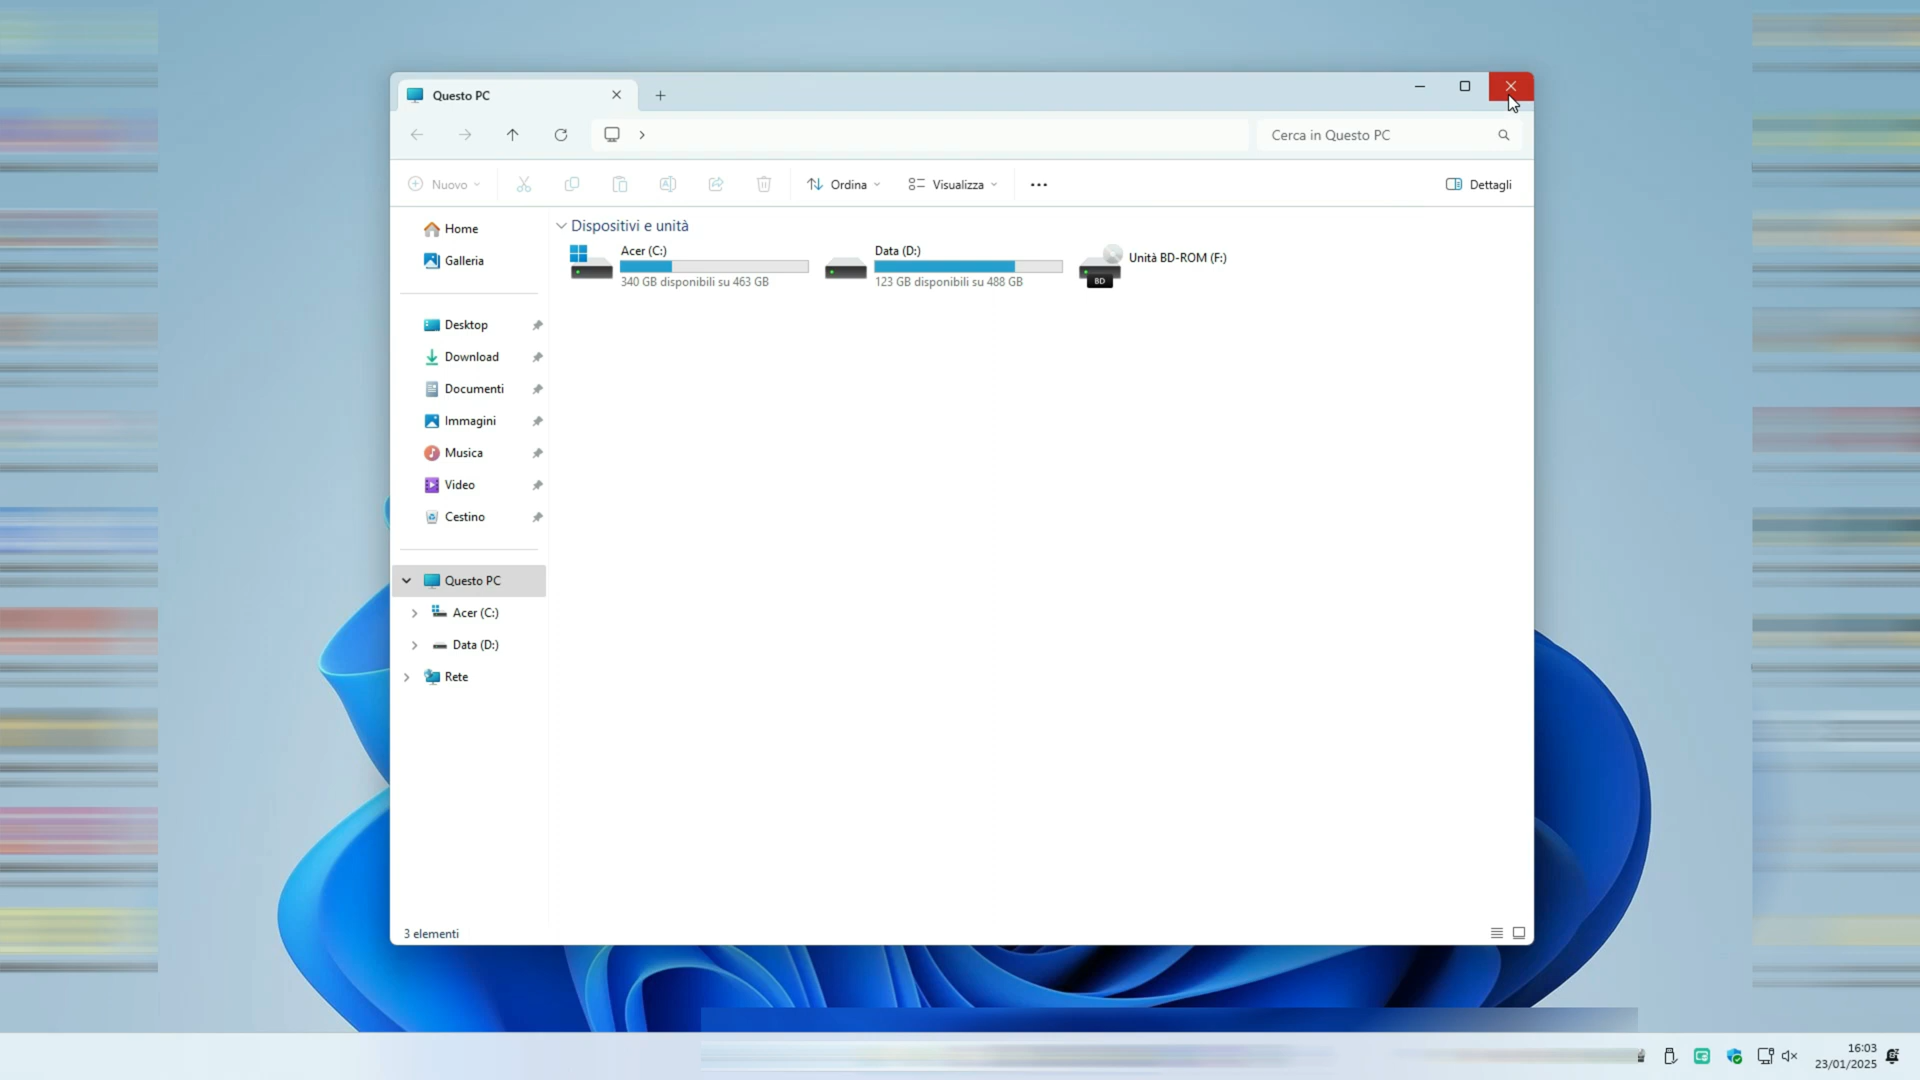 Questo PC
Cerca in Questo PC
Nuovo
Ordina
Visualizza
Dettagli
Home
Galleria
Desktop
Download
Documenti
Immagini
Musica
Video
Cestino
Questo PC
Acer (C:)
Data (D:)
Rete
Dispositivi e unità
Acer (C:)
340 GB disponibili su 463 GB
Data (D:)
123 GB disponibili su 488 GB
Unità BD-ROM (F:)
BD
3 elementi
16:03
23/01/2025